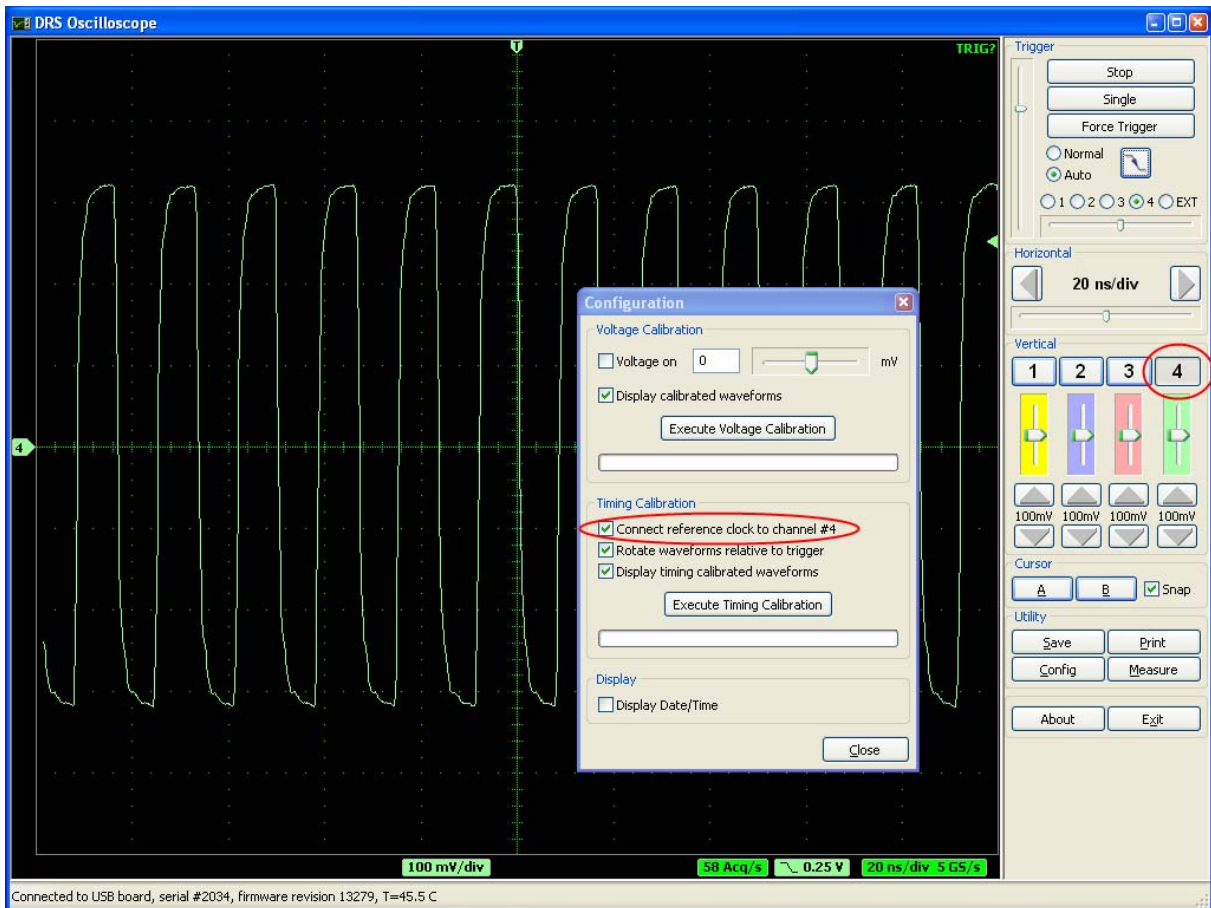 DRS Oscilloscope
T
TRIG?
4
100 mV/div
58 Acq/s
0.25 V
20 ns/div 5 GS/s
Configuration
Voltage Calibration
Voltage on 0 mV
Display calibrated waveforms
Execute Voltage Calibration
Timing Calibration
Connect reference clock to channel #4
Rotate waveforms relative to trigger
Display timing calibrated waveforms
Execute Timing Calibration
Display
Display Date/Time
Close
Trigger
Stop
Single
Force Trigger
Normal
Auto
1 2 3 4 EXT
Horizontal
20 ns/div
Vertical
1 2 3 4
100mV 100mV 100mV 100mV
Cursor
A B Snap
Utility
Save Print
Config Measure
About Exit
Connected to USB board, serial #2034, firmware revision 13279, T=45.5 C